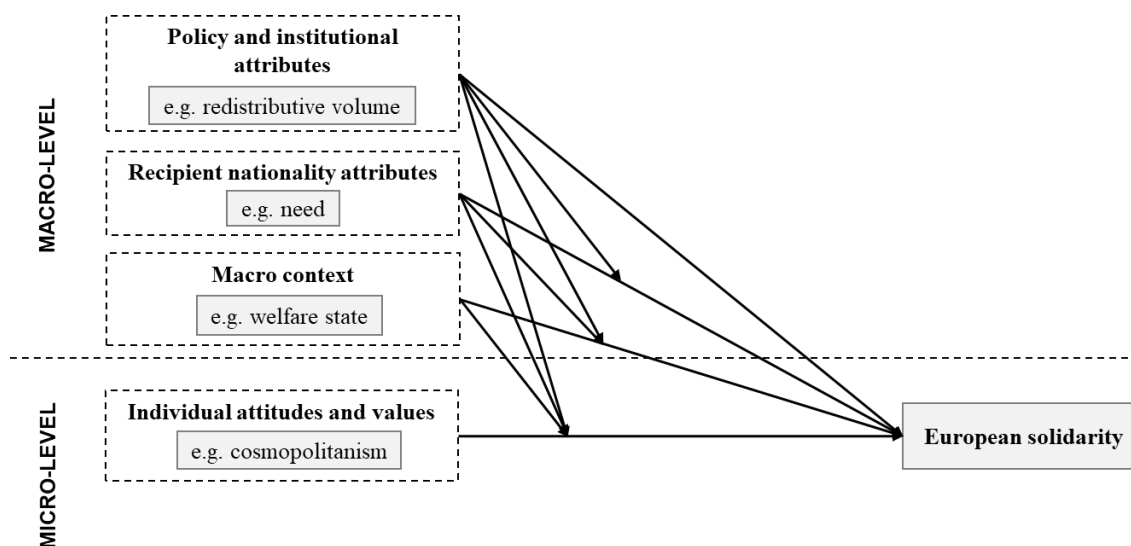 MACRO-LEVEL
Policy and institutional
attributes
e.g. redistributive volume
Recipient nationality attributes
e.g. need
Macro context
e.g. welfare state
MICRO-LEVEL
Individual attitudes and values
e.g. cosmopolitanism
European solidarity